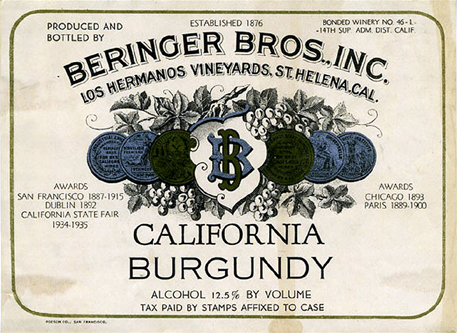 PRODUCED AND
BOTTLED BY
ESTABLISHED 1876
BONDED WINERY NO. 46-L-
-14TH SUP. ADM. DIST. CALIF.
BERINGER BROS., INC.
LOS HERMANOS VINEYARDS, ST. HELENA, CAL.
BB
AWARDS
SAN FRANCISCO 1887-1915
DUBLIN 1892
CALIFORNIA STATE FAIR
1934-1935
AWARDS
CHICAGO 1893
PARIS 1889-1900
CALIFORNIA
BURGUNDY
ALCOHOL 12.5% BY VOLUME
TAX PAID BY STAMPS AFFIXED TO CASE
CO., SAN FRANCISCO.